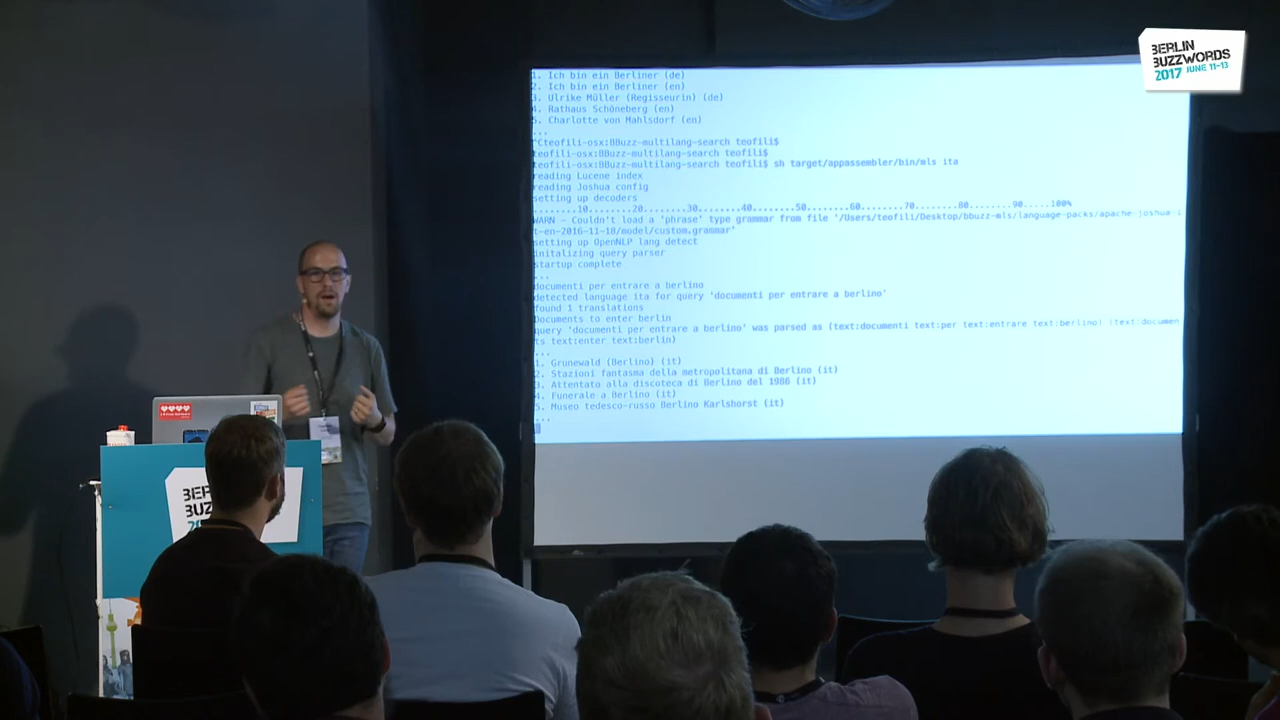 BERLIN
BUZZWORDS
2017 JUNE 11-13
1. Ich bin ein Berliner (de)
2. Ich bin ein Berliner (en)
3. Ulrike Müller (Regisseurin) (de)
4. Rathaus Schöneberg (en)
5. Charlotte von Mahlsdorf (en)
...
^Cteofili-osx:BBuzz-multilang-search teofili$
teofili-osx:BBuzz-multilang-search teofili$
teofili-osx:BBuzz-multilang-search teofili$ sh target/appassembler/bin/mls ita
reading Lucene index
reading Joshua config
setting up decoders
.........10........20........30........40........50........60........70........80........90.....100%
WARN - Couldn't load a 'phrase' type grammar from file '/Users/teofili/Desktop/bbuzz-mls/language-packs/apache-joshua-i
t-en-2016-11-18/model/custom.grammar'
setting up OpenNLP lang detect
initalizing query parser
startup complete
...
documenti per entrare a berlino
detected language ita for query 'documenti per entrare a berlino'
found 1 translations
Documents to enter berlin
query 'documenti per entrare a berlino' was parsed as (text:documenti text:per text:entrare text:berlino) (text:documen
ts text:enter text:berlin)
...
1. Grunewald (Berlino) (it)
2. Stazioni fantasma della metropolitana di Berlino (it)
3. Attentato alla discoteca di Berlino del 1986 (it)
4. Funerale a Berlino (it)
5. Museo tedesco-russo Berlino Karlshorst (it)
...
BER
BUZ
20